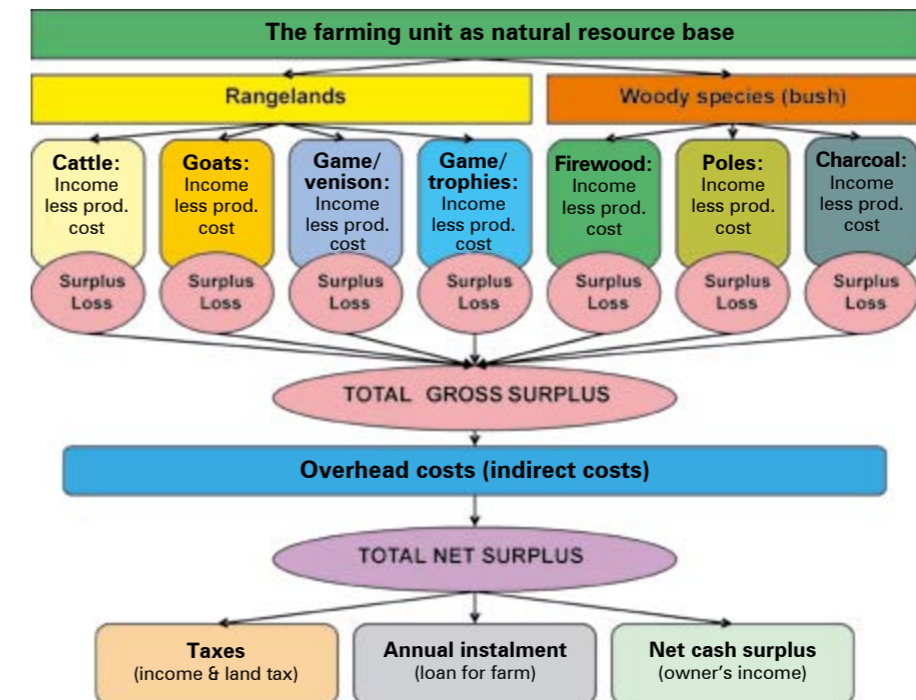 The farming unit as natural resource base
Rangelands
Woody species (bush)
Cattle:
Income
less prod.
cost
Goats:
Income
less prod.
cost
Game/
venison:
Income
less prod.
cost
Game/
trophies:
Income
less prod.
cost
Firewood:
Income
less prod.
cost
Poles:
Income
less prod.
cost
Charcoal:
Income
less prod.
cost
Surplus
Loss
Surplus
Loss
Surplus
Loss
Surplus
Loss
Surplus
Loss
Surplus
Loss
Surplus
Loss
TOTAL GROSS SURPLUS
Overhead costs (indirect costs)
TOTAL NET SURPLUS
Taxes
(income & land tax)
Annual instalment
(loan for farm)
Net cash surplus
(owner's income)